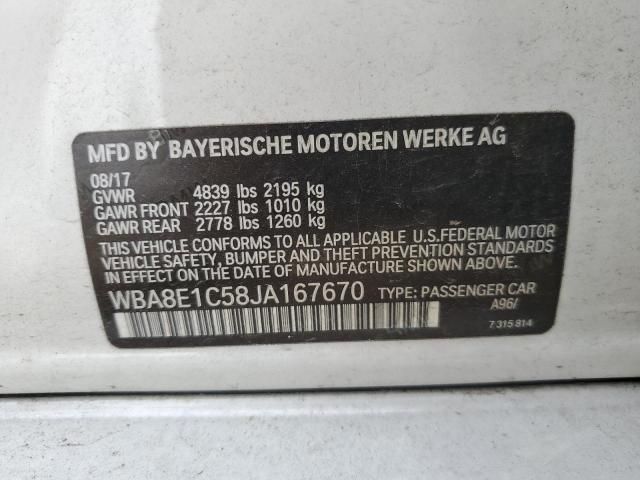 MFD BY BAYERISCHE MOTOREN WERKE AG
08/17
GVWR 4839 lbs 2195 kg
GAWR FRONT 2227 lbs 1010 kg
GAWR REAR 2778 lbs 1260 kg
THIS VEHICLE CONFORMS TO ALL APPLICABLE U.S.FEDERAL MOTOR
VEHICLE SAFETY, BUMPER AND THEFT PREVENTION STANDARDS
IN EFFECT ON THE DATE OF MANUFACTURE SHOWN ABOVE.
WBA8E1C58JA167670 TYPE: PASSENGER CAR
A96/
7 315 814